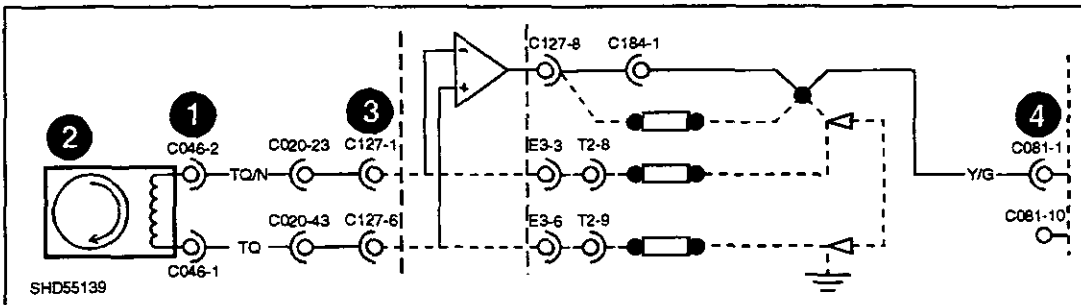 C127-8 C184-1
1 3 4
2
C046-2 C020-23 C127-1 E3-3 T2-8 C081-1
TQ/N Y/G
C020-43 C127-6 E3-6 T2-9 C081-10
TQ
C046-1
SHD55139
- +